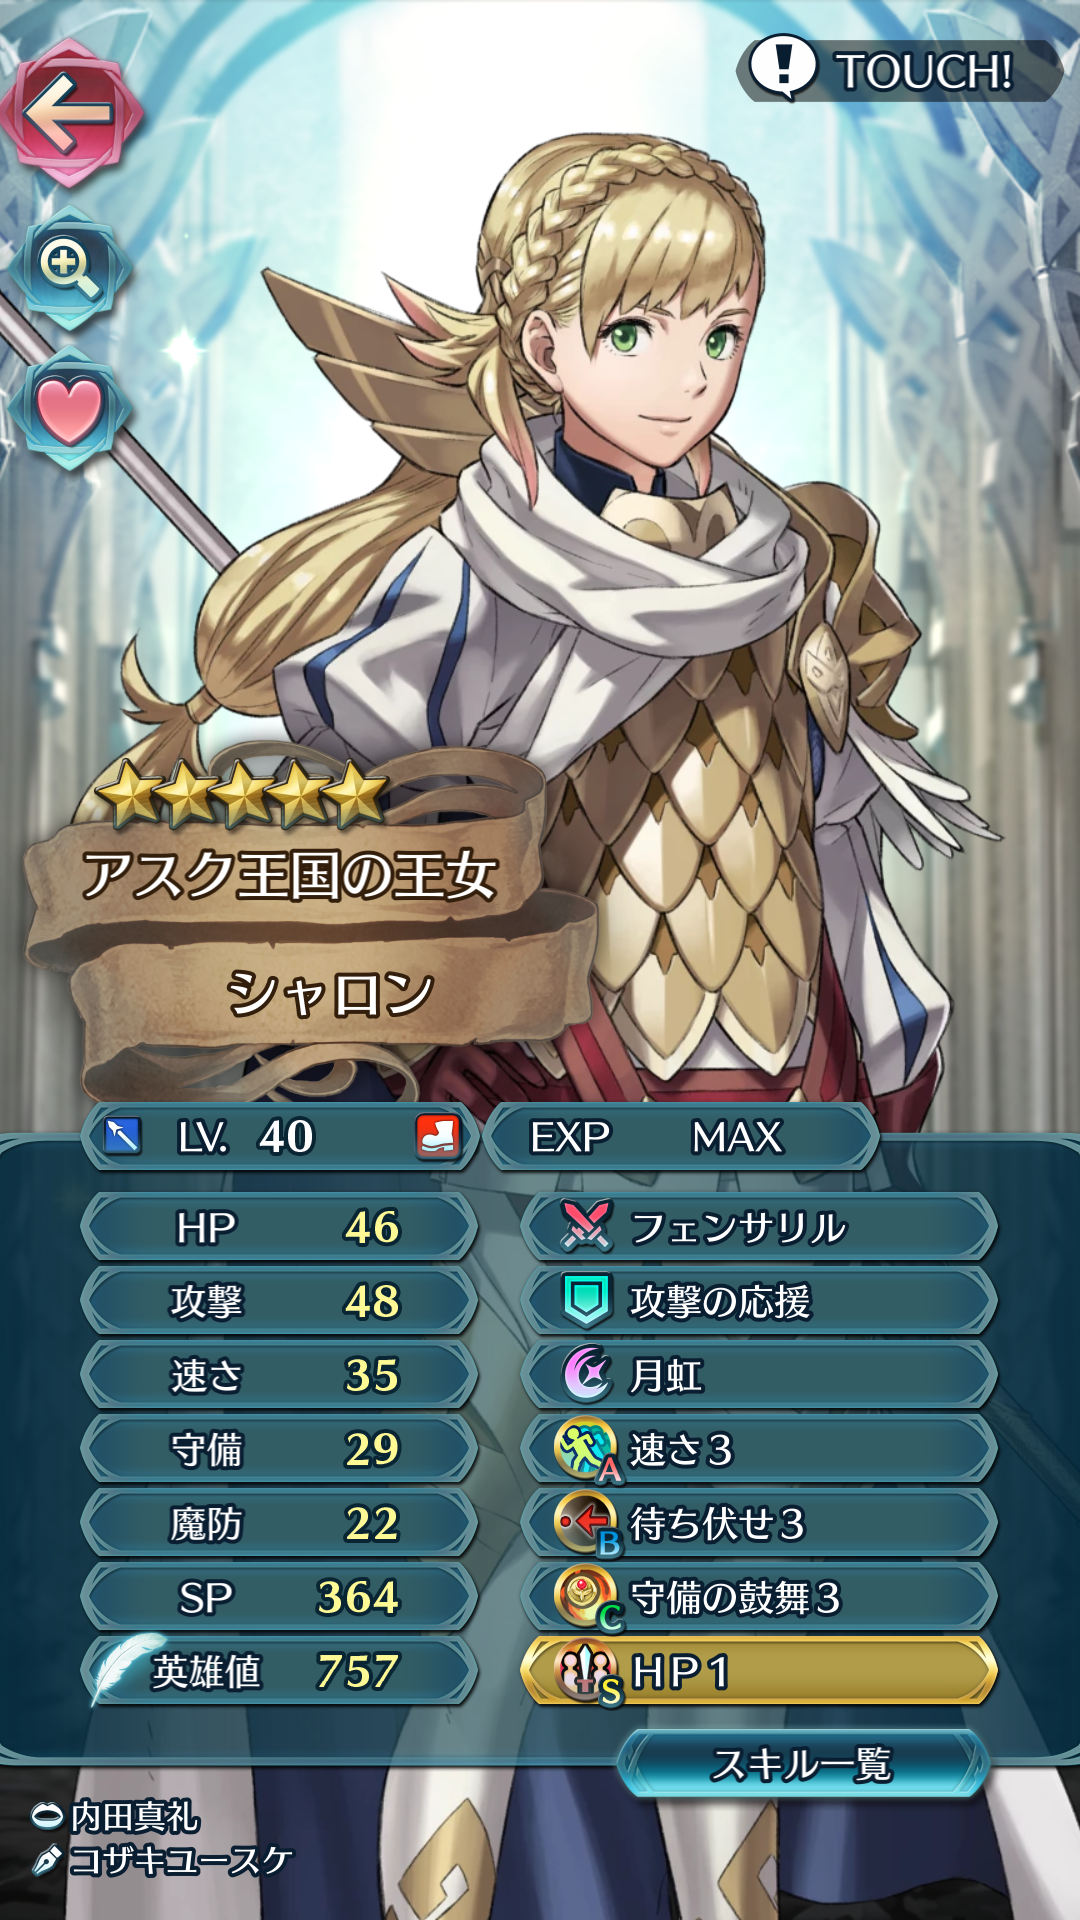 TOUCH!
アスク王国の王女
シャロン
LV. 40
EXP MAX
HP 46
攻撃 48
速さ 35
守備 29
魔防 22
SP 364
英雄値 757
フェンサリル
攻撃の応援
月虹
A 速さ3
B 待ち伏せ3
C 守備の鼓舞3
S HP1
スキル一覧
内田真礼
コザキユースケ